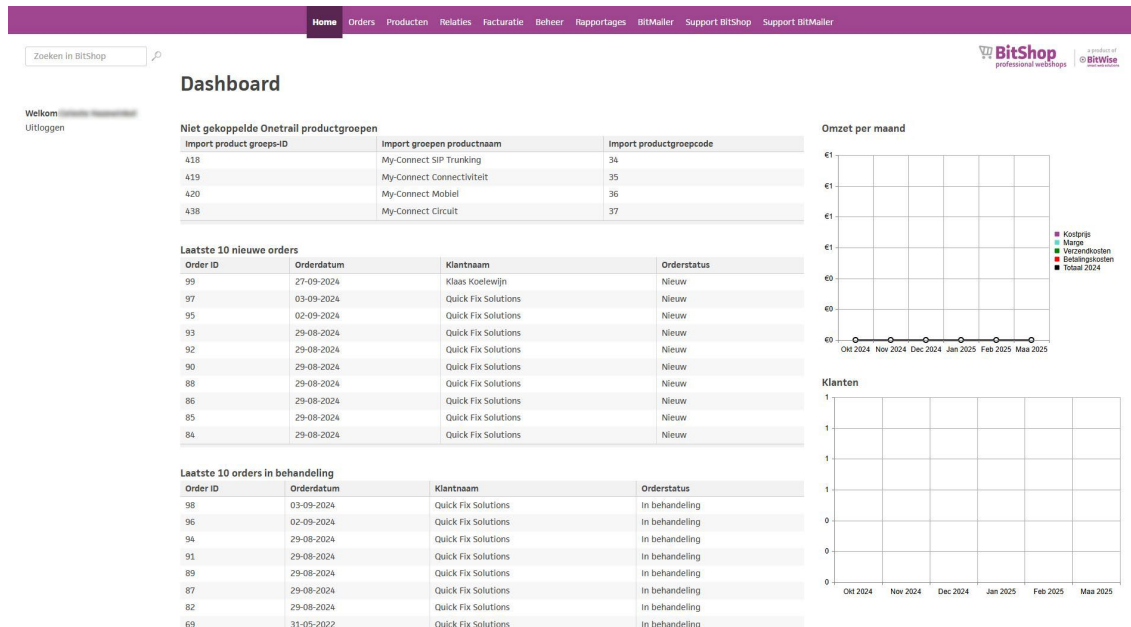 Home Orders Producten Relaties Facturatie Beheer Rapportages BitMailer Support BitShop Support BitMailer
Zoeken in BitShop
BitShop
professional webshops
a product of
BitWise
Dashboard
Welkom
Uitloggen
Niet gekoppelde Onetrail productgroepen
Import product groeps-ID Import groepen productnaam Import productgroepcode
418 My-Connect SIP Trunking 34
419 My-Connect Connectiviteit 35
420 My-Connect Mobiel 36
438 My-Connect Circuit 37
Laatste 10 nieuwe orders
Order ID Orderdatum Klantnaam Orderstatus
99 27-09-2024 Klaas Koelewijn Nieuw
97 03-09-2024 Quick Fix Solutions Nieuw
95 02-09-2024 Quick Fix Solutions Nieuw
93 29-08-2024 Quick Fix Solutions Nieuw
92 29-08-2024 Quick Fix Solutions Nieuw
90 29-08-2024 Quick Fix Solutions Nieuw
88 29-08-2024 Quick Fix Solutions Nieuw
86 29-08-2024 Quick Fix Solutions Nieuw
85 29-08-2024 Quick Fix Solutions Nieuw
84 29-08-2024 Quick Fix Solutions Nieuw
Laatste 10 orders in behandeling
Order ID Orderdatum Klantnaam Orderstatus
98 03-09-2024 Quick Fix Solutions In behandeling
96 02-09-2024 Quick Fix Solutions In behandeling
94 29-08-2024 Quick Fix Solutions In behandeling
91 29-08-2024 Quick Fix Solutions In behandeling
89 29-08-2024 Quick Fix Solutions In behandeling
87 29-08-2024 Quick Fix Solutions In behandeling
82 29-08-2024 Quick Fix Solutions In behandeling
69 31-05-2022 Quick Fix Solutions In behandeling
Omzet per maand
€1
€1
€1
€1
€0
€0
€0
Okt 2024 Nov 2024 Dec 2024 Jan 2025 Feb 2025 Maa 2025
Kostprijs
Marge
Verzendkosten
Betalingskosten
Totaal 2024
Klanten
1
1
1
1
0
0
0
Okt 2024 Nov 2024 Dec 2024 Jan 2025 Feb 2025 Maa 2025